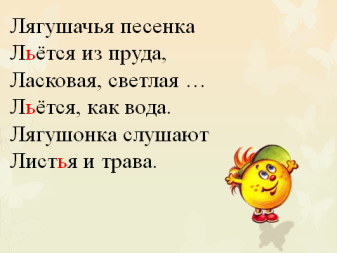 Лягушачья песенка
Льётся из пруда,
Ласковая, светлая …
Льётся, как вода.
Лягушонка слушают
Листья и трава.